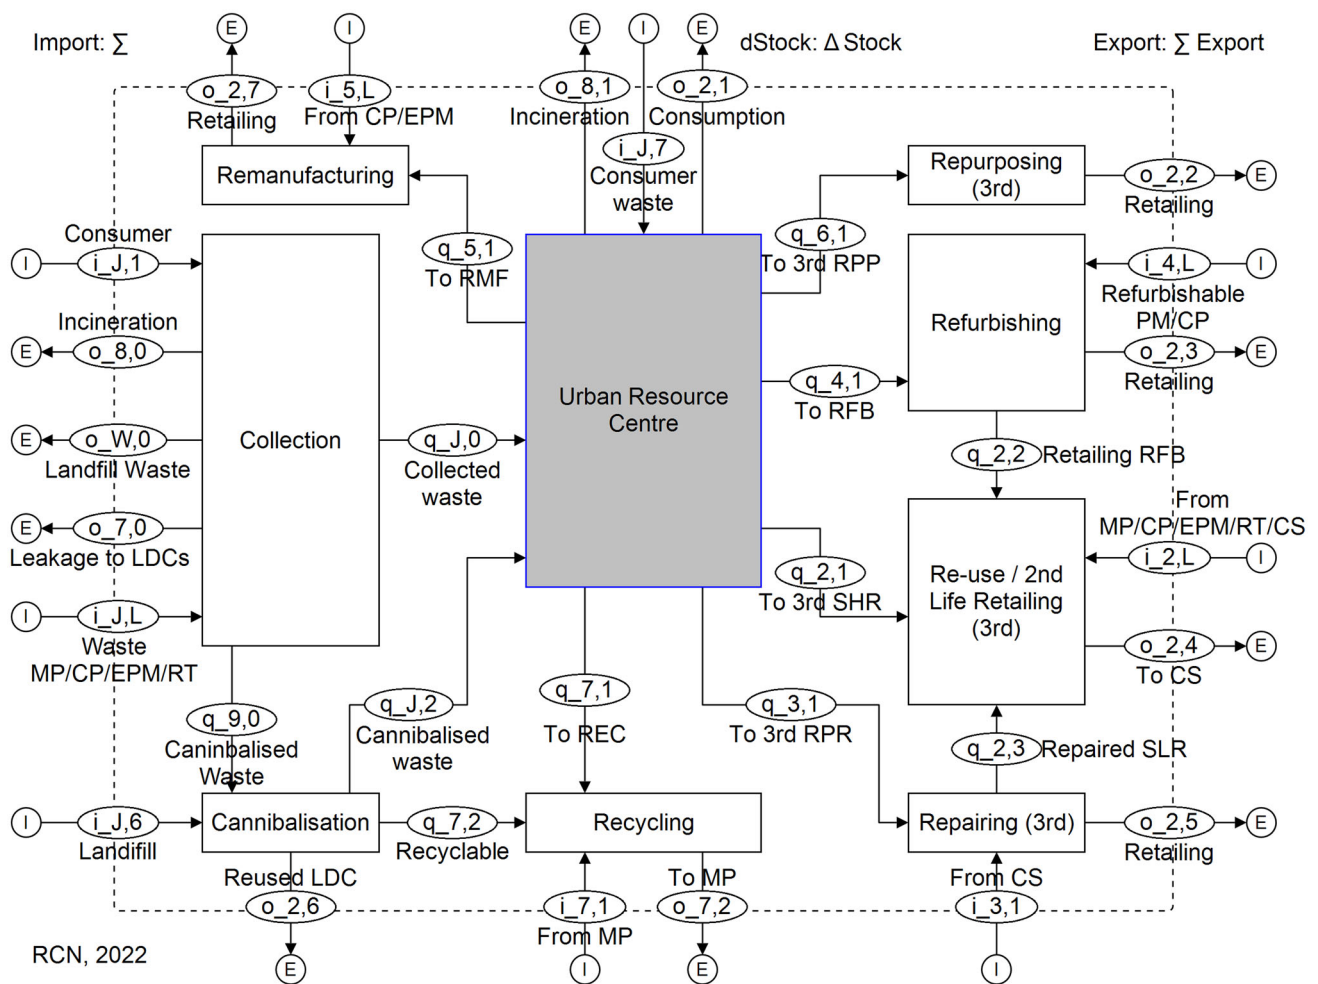 E
I
E
I
E
Import: ∑
dStock: Δ Stock
Export: ∑ Export
o_2,7
Retailing
i_5,L
From CP/EPM
o_8,1
Incineration
o_2,1
Consumption
i_J,7
Consumer
waste
Remanufacturing
Repurposing
(3rd)
o_2,2
Retailing
E
Consumer
I
i_J,1
q_5,1
To RMF
q_6,1
To 3rd RPP
i_4,L
I
Refurbishable
PM/CP
Incineration
E
o_8,0
Refurbishing
o_2,3
Retailing
E
Urban Resource
Centre
q_4,1
To RFB
E
o_W,0
Landfill Waste
Collection
q_J,0
Collected
waste
q_2,2
Retailing RFB
E
o_7,0
Leakage to LDCs
From
MP/CP/EPM/RT/CS
i_2,L
I
q_2,1
To 3rd SHR
Re-use / 2nd
Life Retailing
(3rd)
I
i_J,L
Waste
MP/CP/EPM/RT
o_2,4
To CS
E
q_9,0
Caninbalised
Waste
q_J,2
Cannibalised
waste
q_7,1
To REC
q_3,1
To 3rd RPR
q_2,3
Repaired SLR
I
i_J,6
Landifill
Cannibalisation
q_7,2
Recyclable
Recycling
Repairing (3rd)
o_2,5
Retailing
E
Reused LDC
o_2,6
i_7,1
From MP
To MP
o_7,2
From CS
i_3,1
RCN, 2022
E
I
E
I